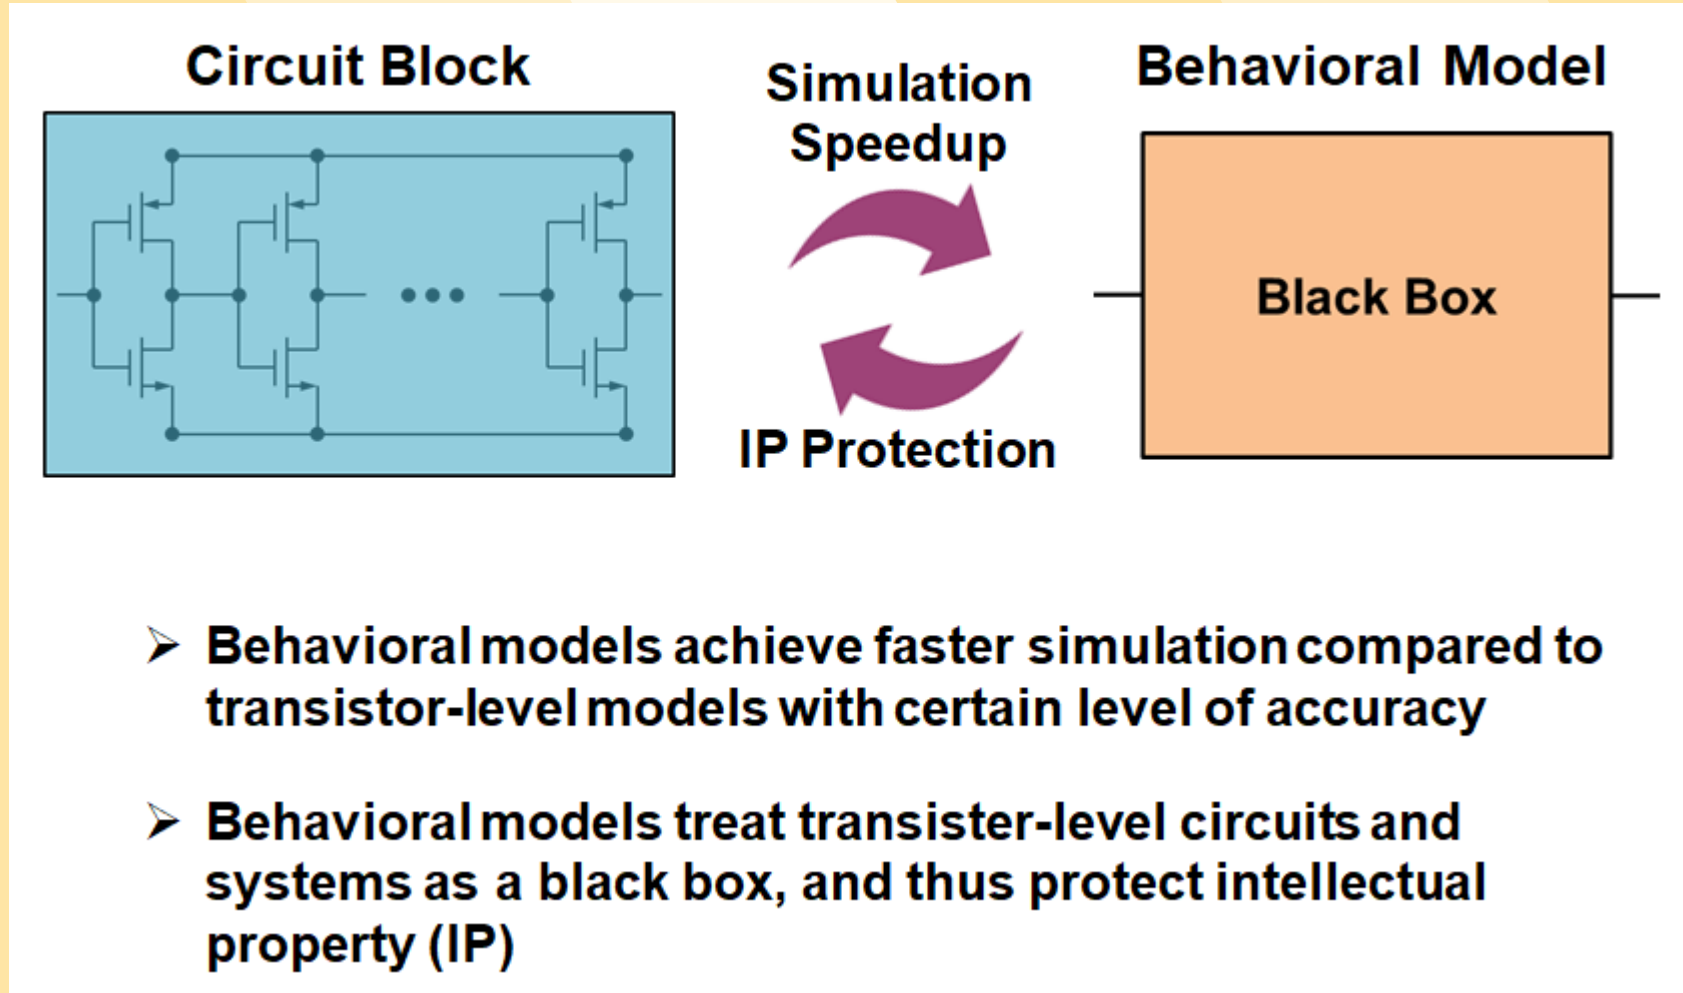 Circuit Block
Simulation
Speedup
Behavioral Model
Black Box
IP Protection
➢ Behavioral models achieve faster simulation compared to
transistor-level models with certain level of accuracy
➢ Behavioral models treat transister-level circuits and
systems as a black box, and thus protect intellectual
property (IP)